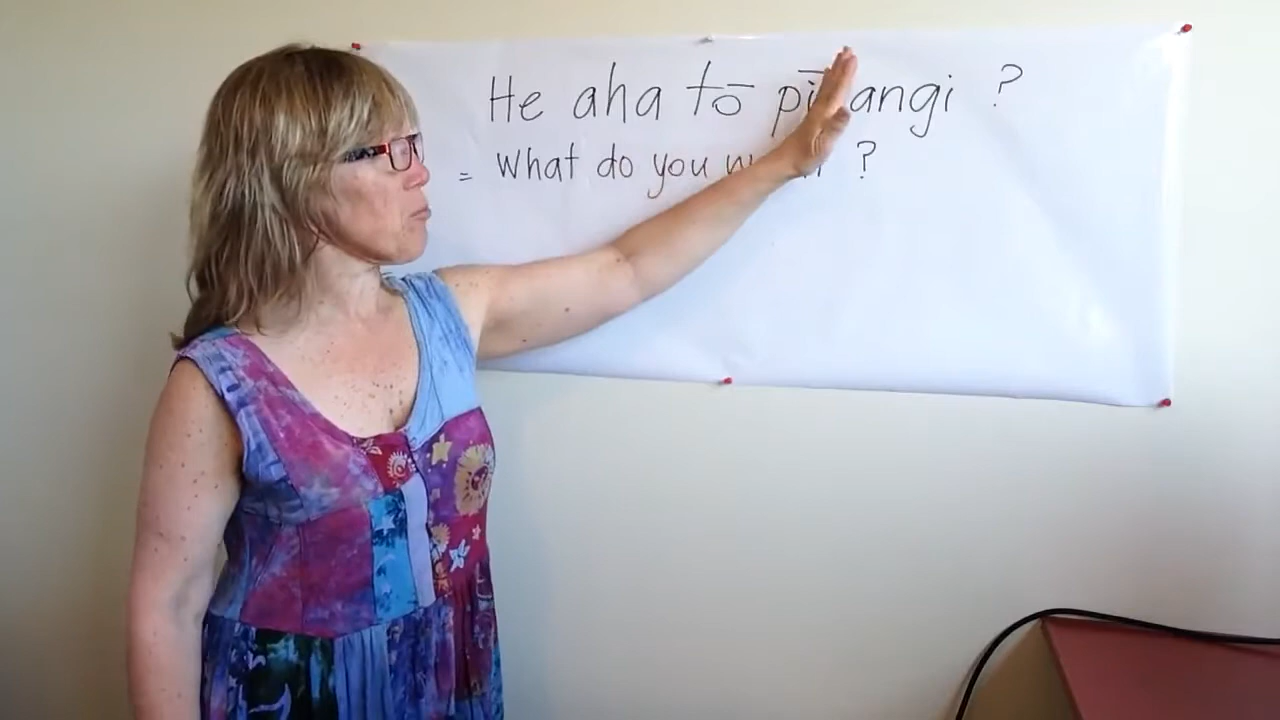 He aha tō ?
= What do you ?